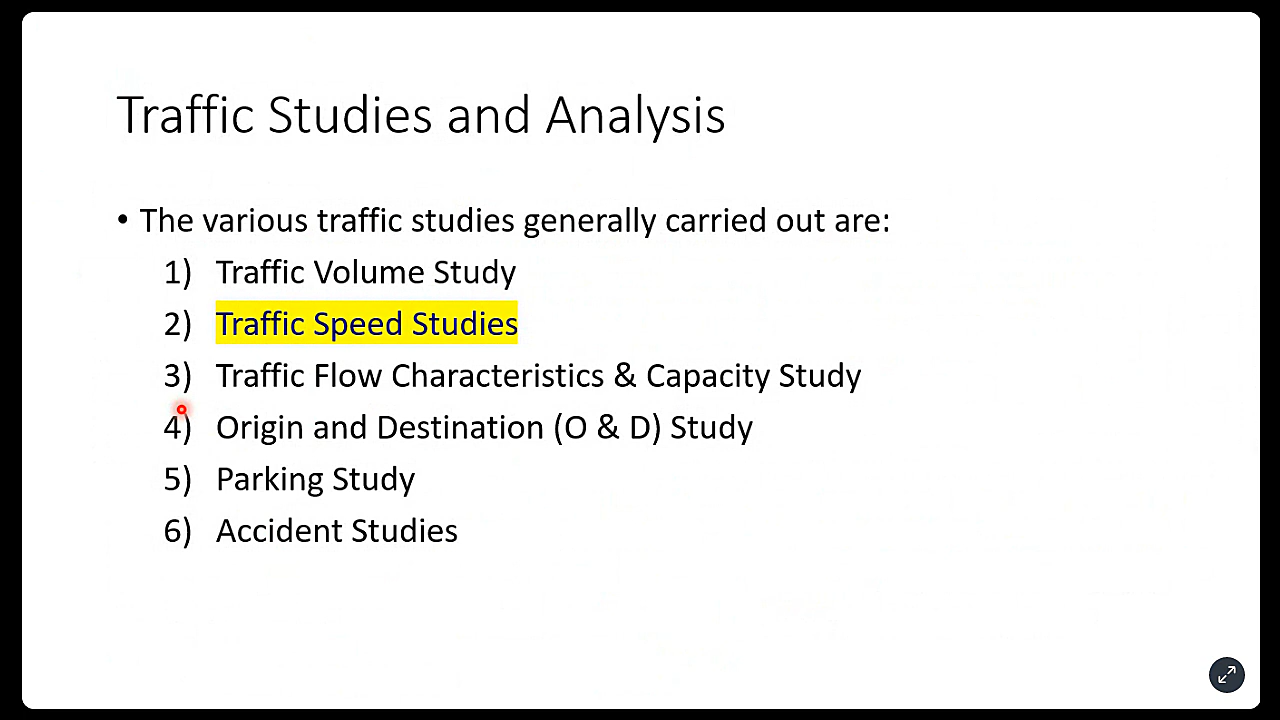 Traffic Studies and Analysis
• The various traffic studies generally carried out are:
1) Traffic Volume Study
2) Traffic Speed Studies
3) Traffic Flow Characteristics & Capacity Study
4) Origin and Destination (O & D) Study
5) Parking Study
6) Accident Studies